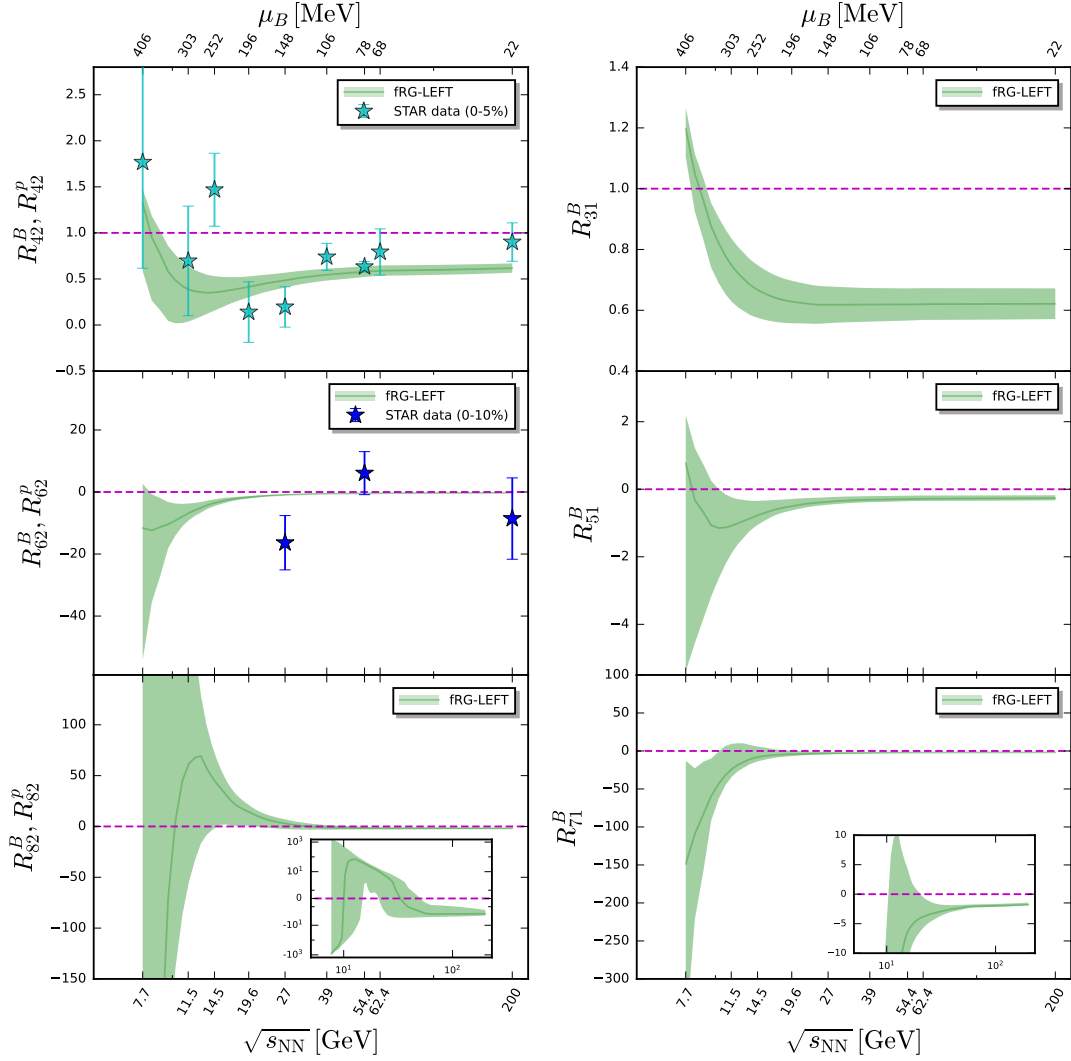 μ_B [MeV]
406 303 252 196 148 106 78 68 22
R^B_42, R^p_42
2.5
2.0
1.5
1.0
0.5
0.0
−0.5
fRG-LEFT
STAR data (0-5%)
R^B_62, R^p_62
20
0
−20
−40
fRG-LEFT
STAR data (0-10%)
R^B_82, R^p_82
100
50
0
−50
−100
−150
fRG-LEFT
10^3
10^1
0
−10^1
−10^3
10^1 10^2
7.7 11.5 14.5 19.6 27 39 54.4 62.4 200
√s_NN [GeV]
μ_B [MeV]
406 303 252 196 148 106 78 68 22
R^B_31
1.4
1.2
1.0
0.8
0.6
0.4
fRG-LEFT
R^B_51
2
0
−2
−4
fRG-LEFT
R^B_71
100
50
0
−50
−100
−150
−200
−250
−300
fRG-LEFT
10
5
0
−5
−10
10^1 10^2
7.7 11.5 14.5 19.6 27 39 54.4 62.4 200
√s_NN [GeV]